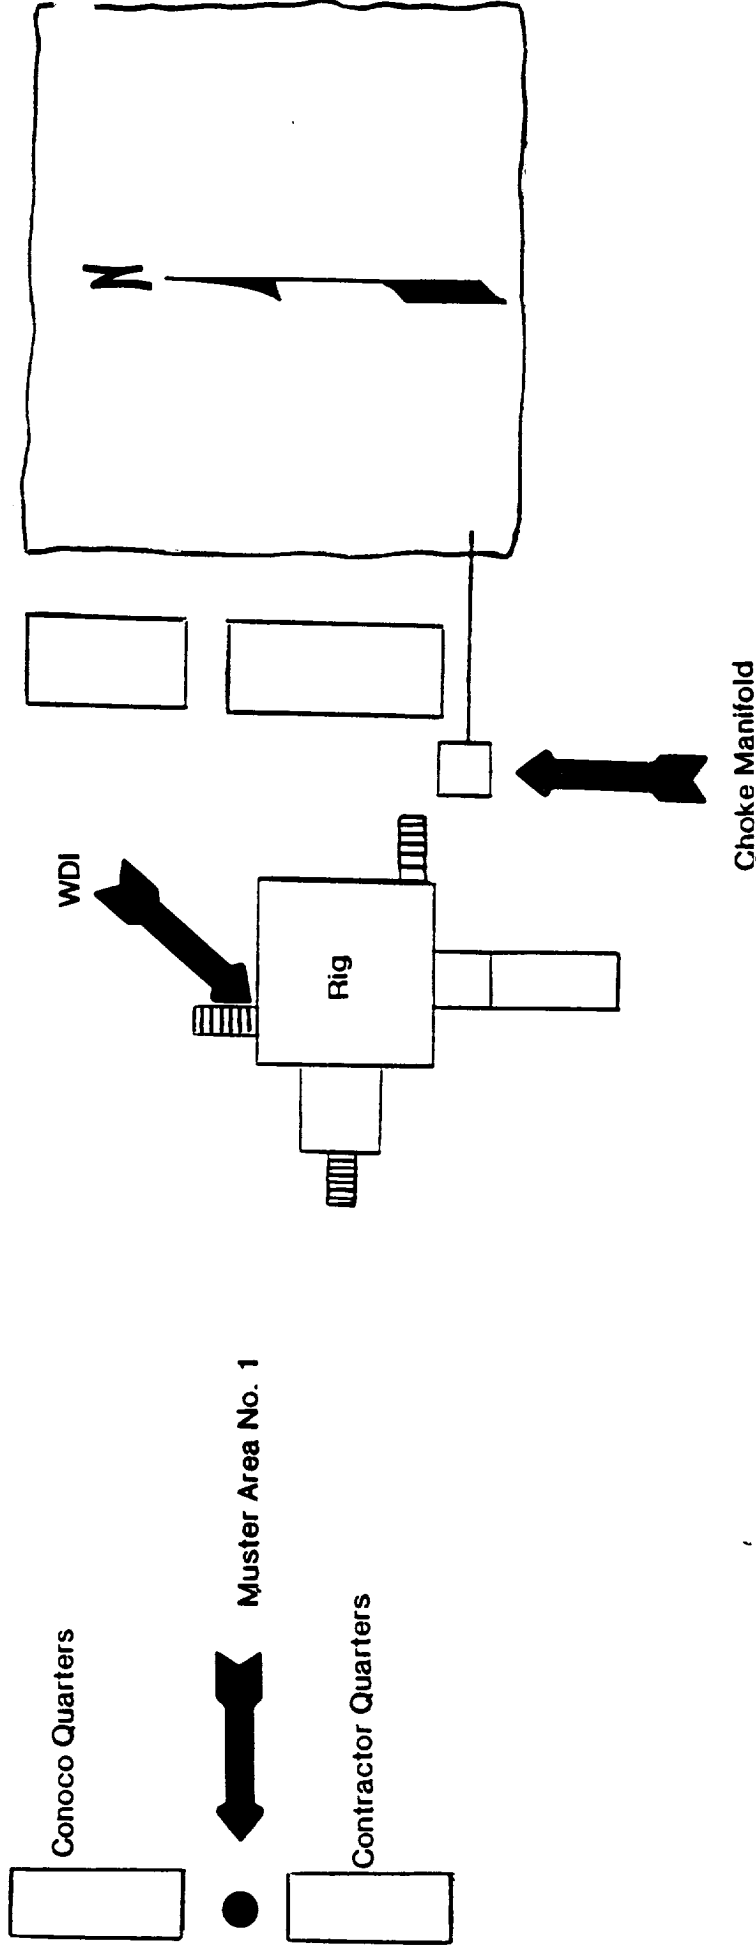 N
WDI
Rig
Choke Manifold
Muster Area No. 1
Conoco Quarters
Contractor Quarters